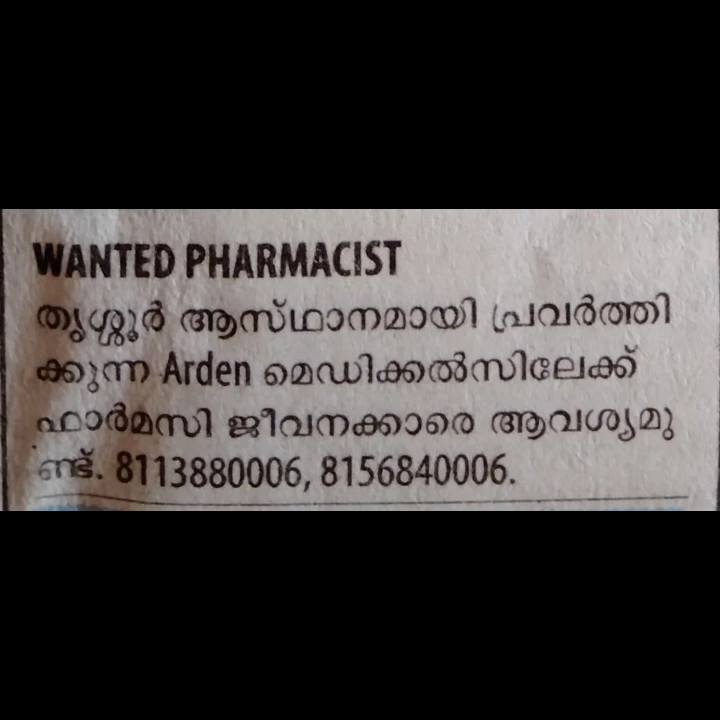 WANTED PHARMACIST
തൃശ്ശൂർ ആസ്ഥാനമായി പ്രവർത്തി
ക്കുന്ന Arden മെഡിക്കൽസിലേക്ക്
ഫാർമസി ജീവനക്കാരെ ആവശ്യമു
ണ്ട്. 8113880006, 8156840006.